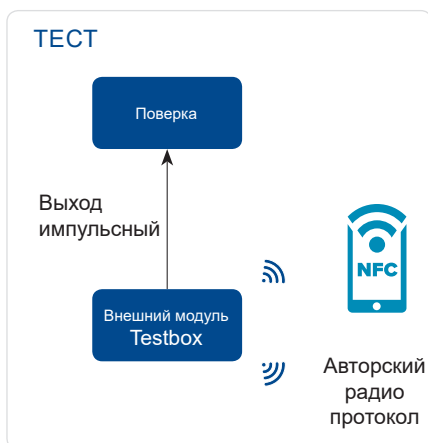 ТЕСТ
Поверка
Выход
импульсный
Внешний модуль
Testbox
NFC
Авторский
радио
протокол